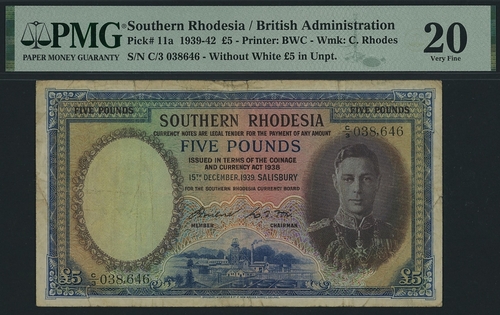 PMG
PAPER MONEY GUARANTY
Southern Rhodesia / British Administration
Pick# 11a 1939-42 £5 - Printer: BWC - Wmk: C. Rhodes
S/N C/3 038646 - Without White £5 in Unpt.
20
Very Fine
FIVE POUNDS
FIVE POUNDS
SOUTHERN RHODESIA
CURRENCY NOTES ARE LEGAL TENDER FOR THE PAYMENT OF ANY AMOUNT
C/3 038,646
FIVE POUNDS
ISSUED IN TERMS OF THE COINAGE
AND CURRENCY ACT 1938
15TH DECEMBER, 1939. SALISBURY
FOR THE SOUTHERN RHODESIA CURRENCY BOARD
MEMBER
CHAIRMAN
£5
C/3 038,646
£5